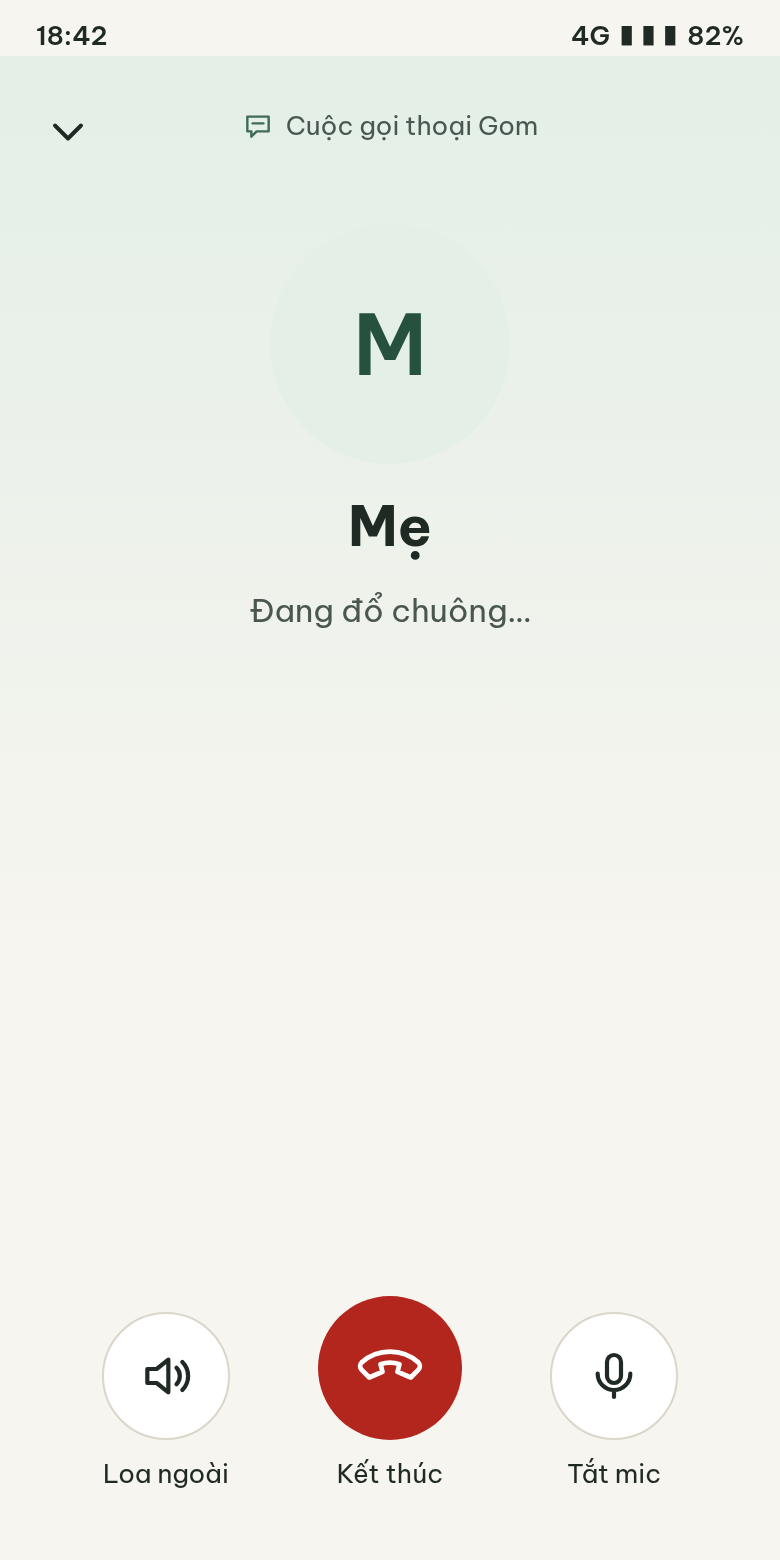 18:42
4G 82%
Cuộc gọi thoại Gom
M
Mẹ
Đang đổ chuông...
Loa ngoài
Kết thúc
Tắt mic